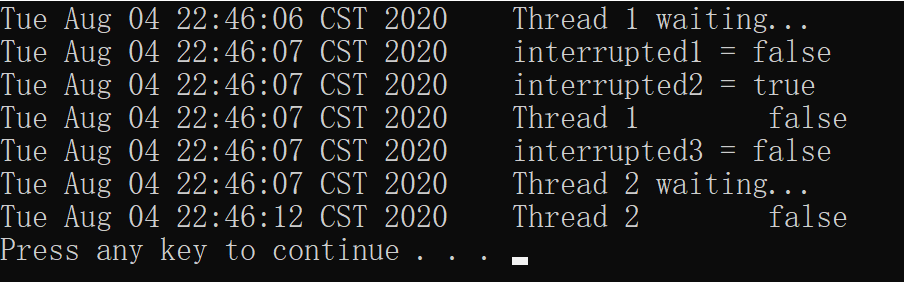 Tue Aug 04 22:46:06 CST 2020    Thread 1 waiting...
Tue Aug 04 22:46:07 CST 2020    interrupted1 = false
Tue Aug 04 22:46:07 CST 2020    interrupted2 = true
Tue Aug 04 22:46:07 CST 2020    Thread 1        false
Tue Aug 04 22:46:07 CST 2020    interrupted3 = false
Tue Aug 04 22:46:07 CST 2020    Thread 2 waiting...
Tue Aug 04 22:46:12 CST 2020    Thread 2        false
Press any key to continue . . .